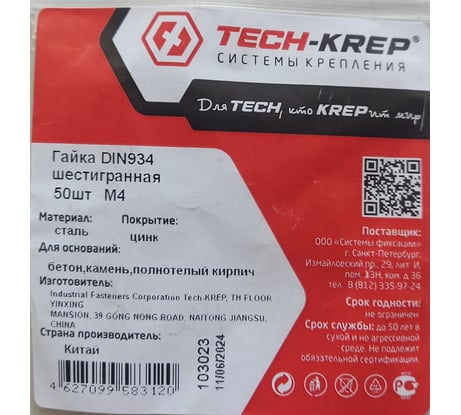 TECH-KREP®
СИСТЕМЫ КРЕПЛЕНИЯ
Для TECH, кто KREPит мир
Гайка DIN934
шестигранная
50шт М4
Материал: Покрытие:
сталь цинк
Для оснований:
бетон,камень,полнотелый кирпич
Изготовитель:
Industrial Fasteners Corporation Tech-KREP, TH FLOOR
YINXING
MANSION, 39 GONG NONG ROAD, NAITONG JIANGSU,
CHINA
Страна производитель:
Китай
4 627099 583120
103023
11/06/2024
Поставщик:
ООО «Системы фиксации»
г. Санкт-Петербург,
Измайловский пр., 29, лит. И,
пом. 13Н, ком. д 36
тел. 8 (812) 335-97-24
Срок годности:
не ограничен.
Срок службы: до 50 лет в
сухой и не агрессивной
среде. Не подлежит
обязательной сертификации.